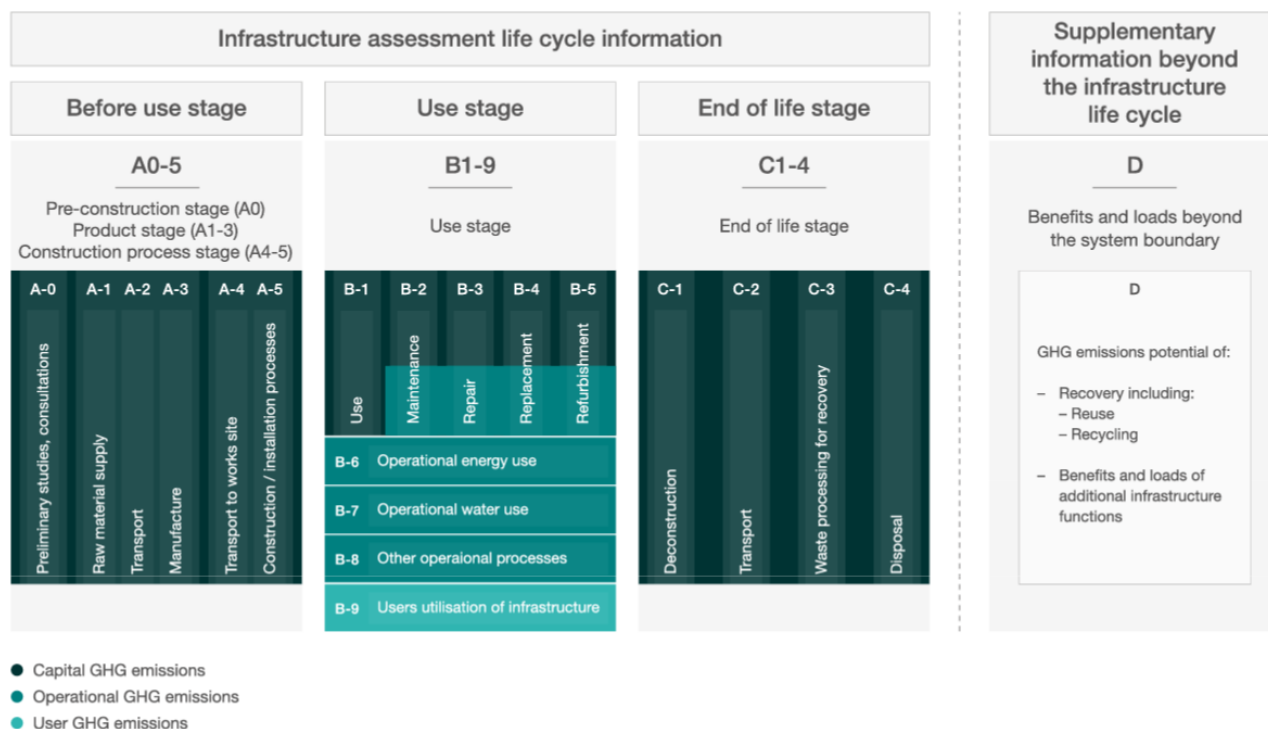 Infrastructure assessment life cycle information
Supplementary
information beyond
the infrastructure
life cycle
Before use stage
Use stage
End of life stage
A0-5
Pre-construction stage (A0)
Product stage (A1-3)
Construction process stage (A4-5)
B1-9
Use stage
C1-4
End of life stage
D
Benefits and loads beyond
the system boundary
A-0
Preliminary studies, consultations
A-1
Raw material supply
A-2
Transport
A-3
Manufacture
A-4
Transport to works site
A-5
Construction / installation processes
B-1
Use
B-2
Maintenance
B-3
Repair
B-4
Replacement
B-5
Refurbishment
B-6 Operational energy use
B-7 Operational water use
B-8 Other operaional processes
B-9 Users utilisation of infrastructure
C-1
Deconstruction
C-2
Transport
C-3
Waste processing for recovery
C-4
Disposal
D
GHG emissions potential of:
– Recovery including:
– Reuse
– Recycling
– Benefits and loads of
additional infrastructure
functions
Capital GHG emissions
Operational GHG emissions
User GHG emissions